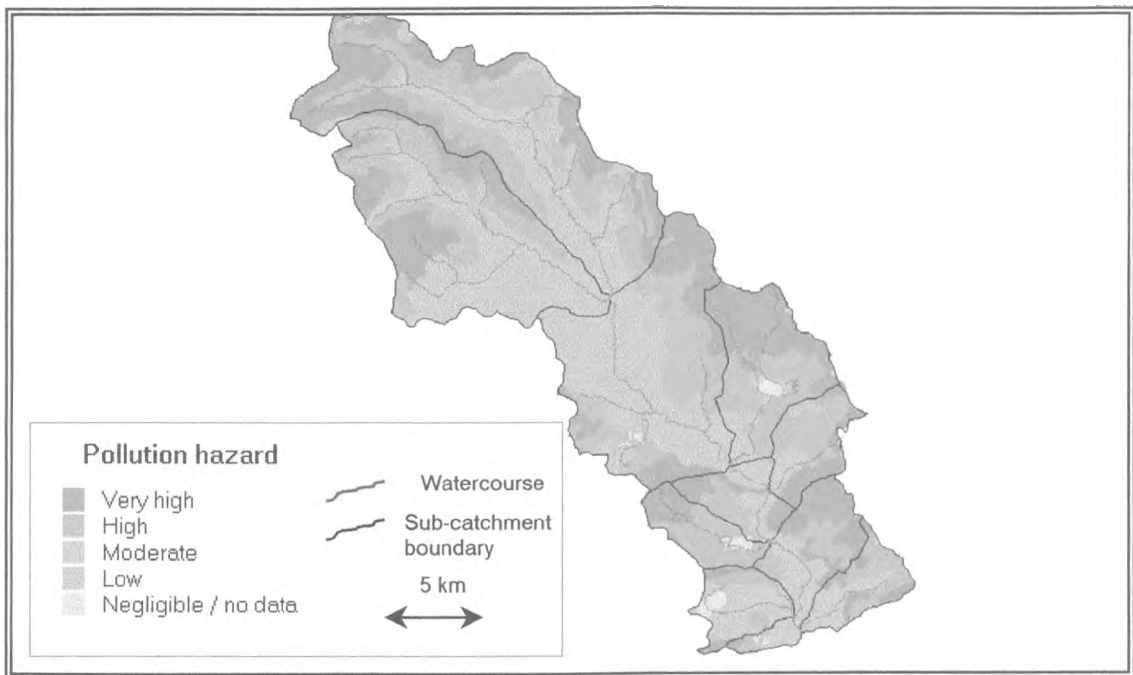 Pollution hazard
Very high
High
Moderate
Low
Negligible / no data
Watercourse
Sub-catchment
boundary
5 km